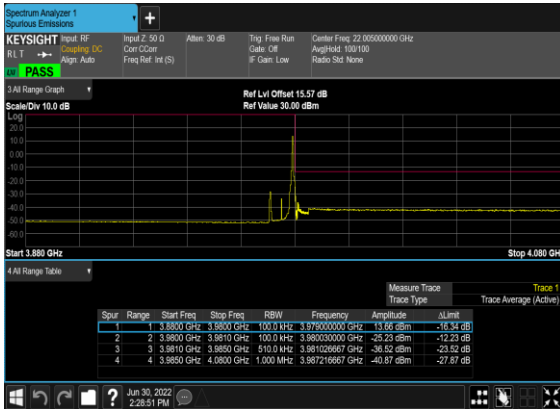 Spectrum Analyzer 1
Spurious Emissions
+
KEYSIGHT Input: RF Input Z: 50 Ω Atten: 30 dB Trig: Free Run Center Freq: 22.005000000 GHz
RLT Coupling: DC Corr CCorr Gate: Off Avg|Hold: 100/100
Align: Auto Freq Ref: Int (S) IF Gain: Low Radio Std: None
PASS
3 All Range Graph
Ref Lvl Offset 15.57 dB
Scale/Div 10.0 dB Ref Value 30.00 dBm
Log
20.0
10.0
0.00
-10.0
-20.0
-30.0
-40.0
-50.0
-60.0
Start 3.880 GHz Stop 4.080 GH
4 All Range Table
Measure Trace Trace 1
Trace Type Trace Average (Active)
Spur Range Start Freq Stop Freq RBW Frequency Amplitude ΔLimit
1 1 3.8800 GHz 3.9800 GHz 100.0 kHz 3.979000000 GHz 13.66 dBm -16.34 dB
2 2 3.9800 GHz 3.9810 GHz 100.0 kHz 3.980030000 GHz -25.23 dBm -12.23 dB
3 3 3.9810 GHz 3.9850 GHz 510.0 kHz 3.981026667 GHz -36.52 dBm -23.52 dB
4 4 3.9850 GHz 4.0800 GHz 1.000 MHz 3.987216667 GHz -40.87 dBm -27.87 dB
? Jun 30, 2022
2:28:51 PM